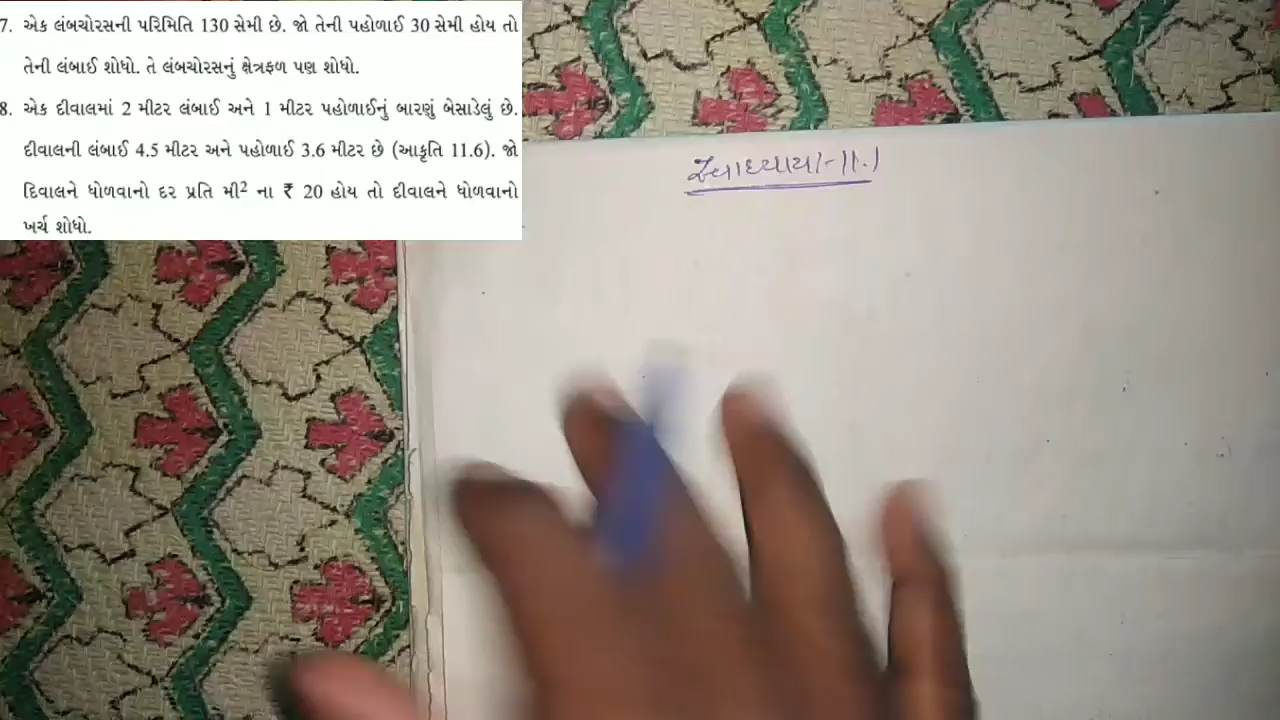 7. એક લંબચોરસની પરિમિતિ 130 સેમી છે. જો તેની પહોળાઈ 30 સેમી હોય તો
તેની લંબાઈ શોધો. તે લંબચોરસનું ક્ષેત્રફળ પણ શોધો.
8. એક દીવાલમાં 2 મીટર લંબાઈ અને 1 મીટર પહોળાઈનું બારણું બેસાડેલું છે.
દીવાલની લંબાઈ 4.5 મીટર અને પહોળાઈ 3.6 મીટર છે (આકૃતિ 11.6). જો
દિવાલને ધોળવાનો દર પ્રતિ મી² ના ₹ 20 હોય તો દીવાલને ધોળવાનો
ખર્ચ શોધો.
સ્વાધ્યાય-11.1